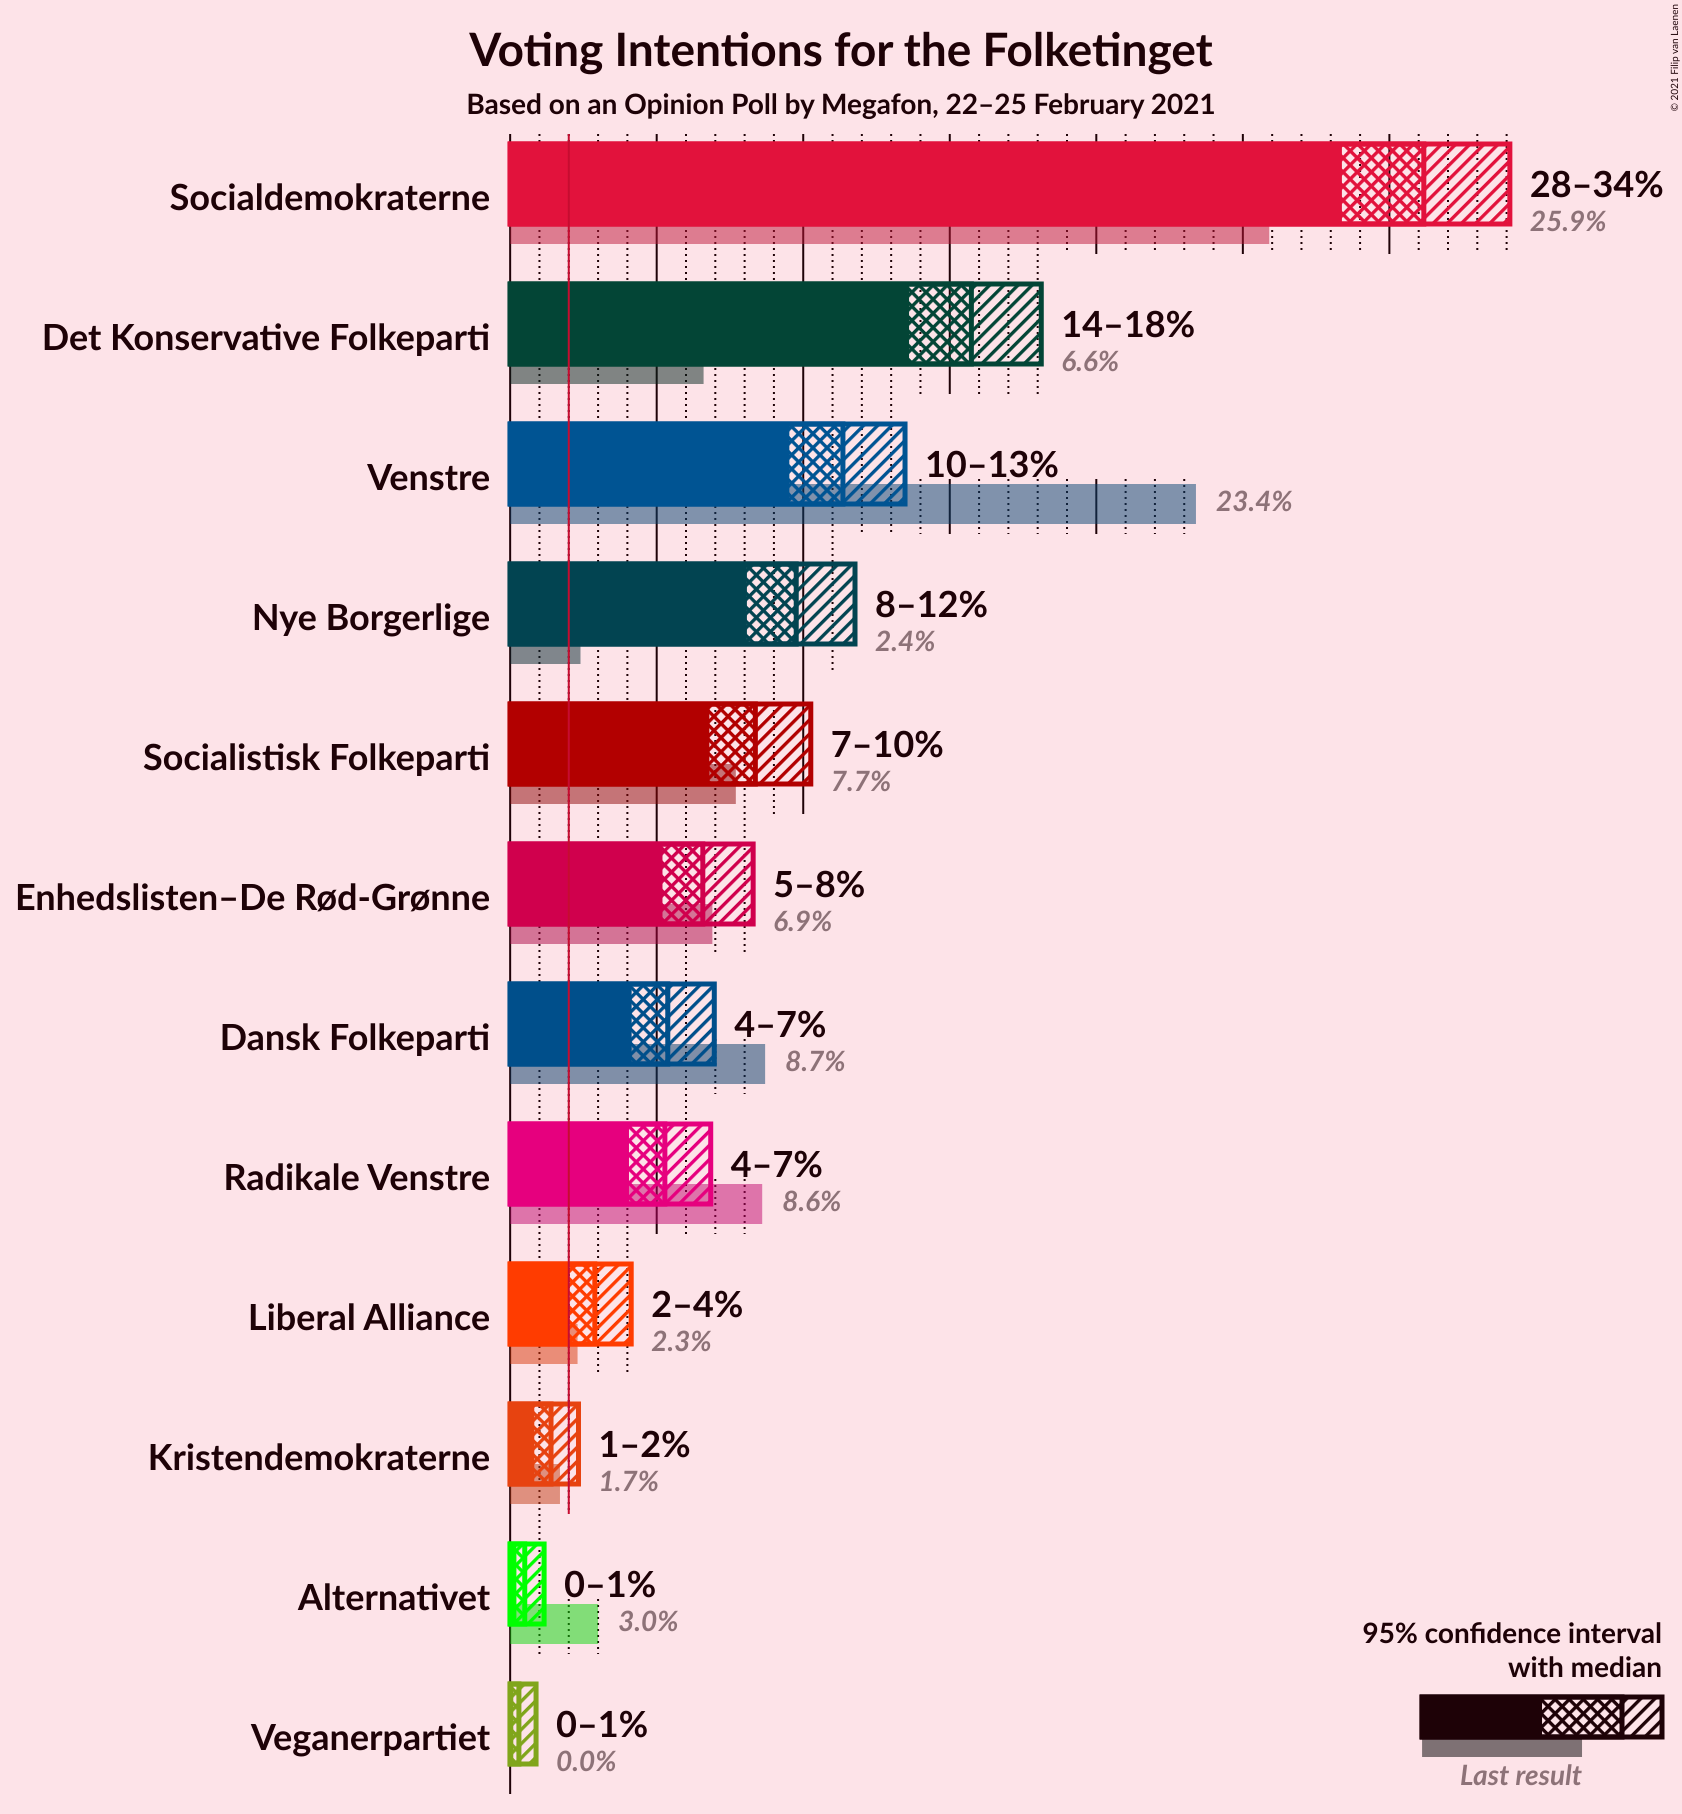 © 2021 Filip van Laenen
Voting Intentions for the Folketinget
Based on an Opinion Poll by Megafon, 22–25 February 2021
Socialdemokraterne
28–34%
25.9%
Det Konservative Folkeparti
14–18%
6.6%
Venstre
10–13%
23.4%
Nye Borgerlige
8–12%
2.4%
Socialistisk Folkeparti
7–10%
7.7%
Enhedslisten–De Rød-Grønne
5–8%
6.9%
Dansk Folkeparti
4–7%
8.7%
Radikale Venstre
4–7%
8.6%
Liberal Alliance
2–4%
2.3%
Kristendemokraterne
1–2%
1.7%
Alternativet
0–1%
3.0%
Veganerpartiet
0–1%
0.0%
95% confidence interval
with median
Last result